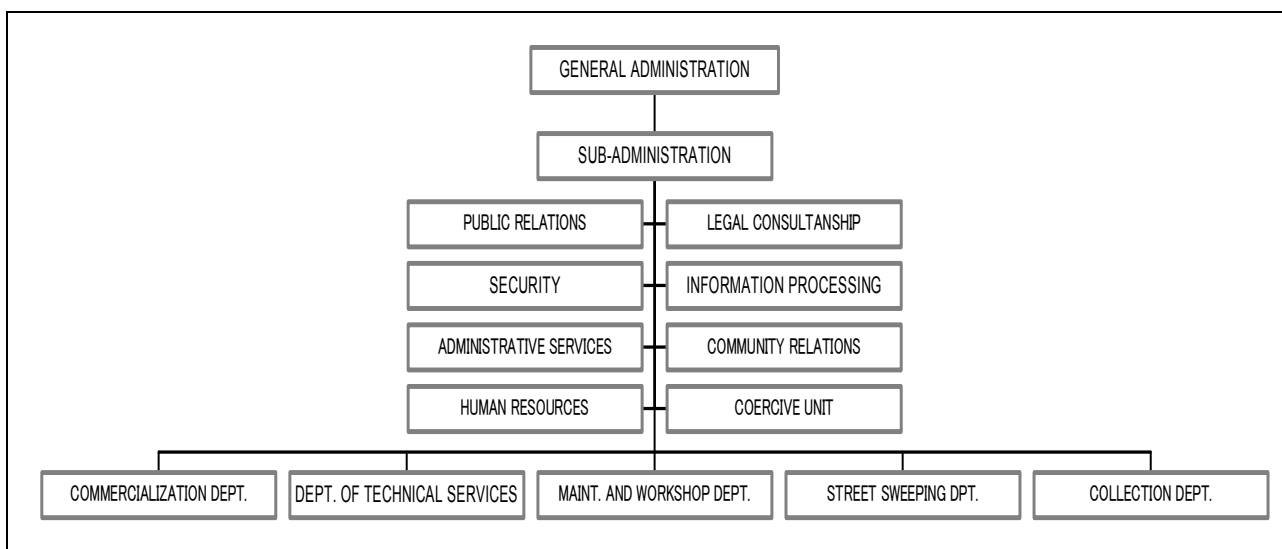 GENERAL ADMINISTRATION
SUB-ADMINISTRATION
PUBLIC RELATIONS
LEGAL CONSULTANSHIP
SECURITY
INFORMATION PROCESSING
ADMINISTRATIVE SERVICES
COMMUNITY RELATIONS
HUMAN RESOURCES
COERCIVE UNIT
COMMERCIALIZATION DEPT.
DEPT. OF TECHNICAL SERVICES
MAINT. AND WORKSHOP DEPT.
STREET SWEEPING DPT.
COLLECTION DEPT.